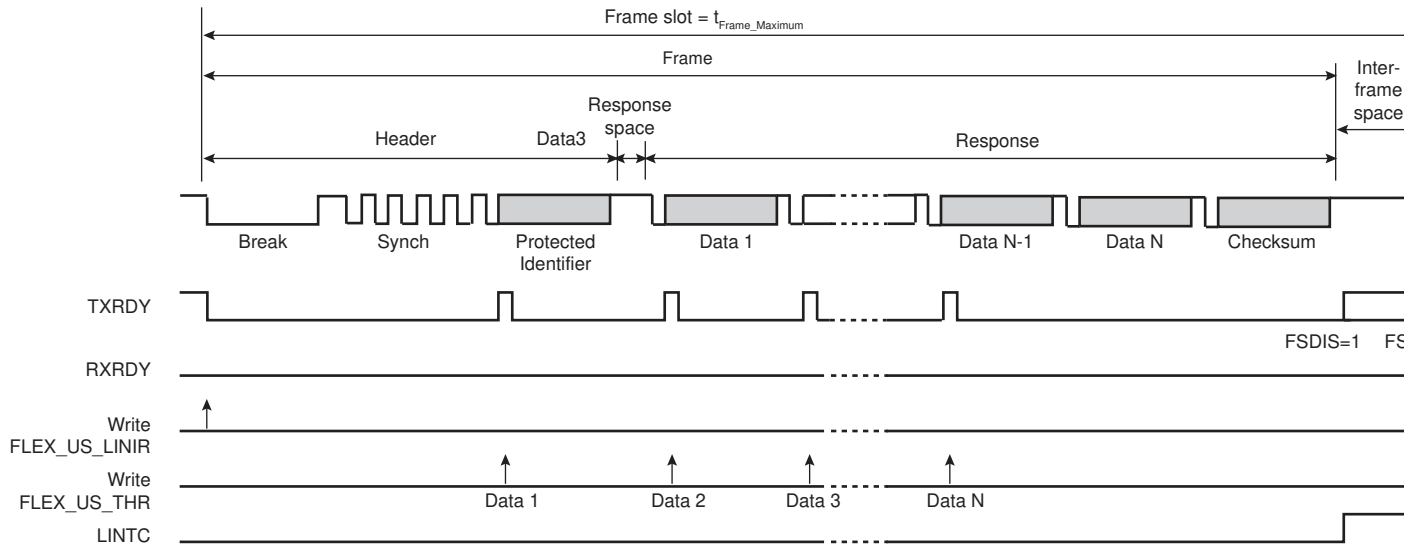 Frame slot = tFrame_Maximum
Frame
Inter-
frame
space
Response
space
Header
Data3
Response
Break
Synch
Protected
Identifier
Data 1
Data N-1
Data N
Checksum
TXRDY
FSDIS=1
FS
RXRDY
Write
FLEX_US_LINIR
Write
FLEX_US_THR
Data 1
Data 2
Data 3
Data N
LINTC